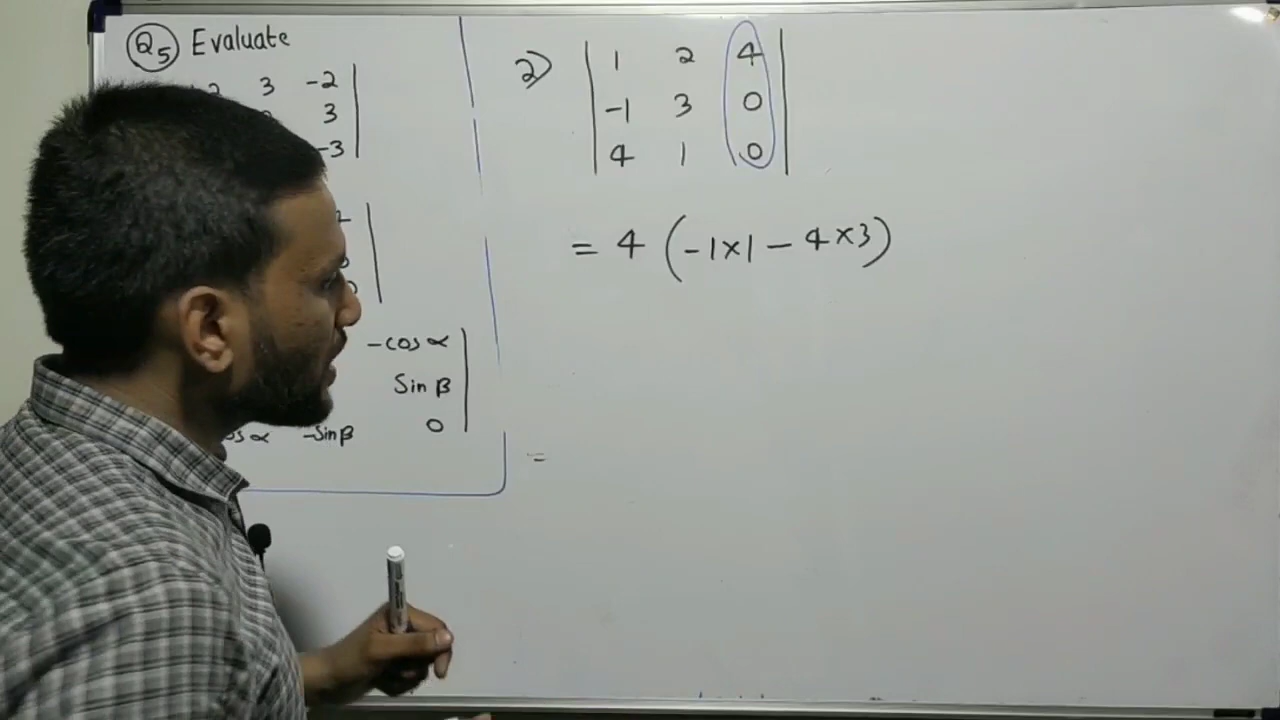 Q5 Evaluate
2 3 -2
3
-3
-cos α
Sin β
-Sin β 0
=
2) 1 2 4
-1 3 0
4 1 0
= 4 (-1×1 - 4×3)